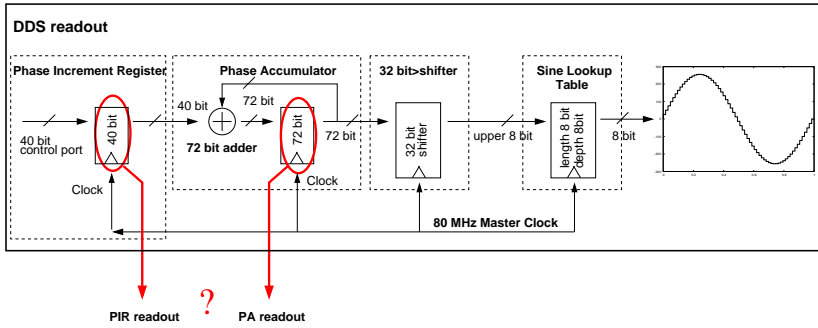 DDS readout
Phase Increment Register
Phase Accumulator
32 bit>shifter
Sine Lookup
Table
40 bit
control port
40 bit
Clock
40 bit
72 bit
72 bit adder
72 bit
72 bit
Clock
32 bit
shifter
upper 8 bit
length 8 bit
depth 8bit
8 bit
80 MHz Master Clock
PIR readout
?
PA readout